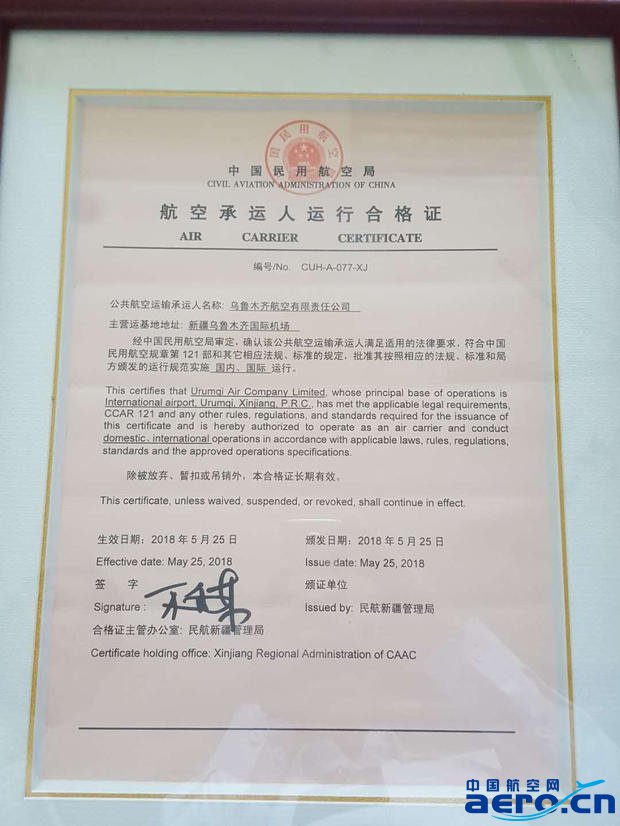 国民用航空
中国民用航空局
CIVIL AVIATION ADMINISTRATION OF CHINA
航空承运人运行合格证
AIR CARRIER CERTIFICATE
编号/No. CUH-A-077-XJ
公共航空运输承运人名称: 乌鲁木齐航空有限责任公司
主营运基地地址: 新疆乌鲁木齐国际机场
经中国民用航空局审定，确认该公共航空运输承运人满足适用的法律要求，符合中国
民用航空规章第 121 部和其它相应法规、标准的规定，批准其按照相应的法规、标准和局
方颁发的运行规范实施 国内、国际 运行。
This certifies that Urumqi Air Company Limited, whose principal base of operations is
International airport, Urumqi, Xinjiang, P.R.C., has met the applicable legal requirements,
CCAR 121 and any other rules, regulations, and standards required for the issuance of
this certificate and is hereby authorized to operate as an air carrier and conduct
domestic、international operations in accordance with applicable laws, rules, regulations,
standards and the approved operations specifications.
除被放弃、暂扣或吊销外，本合格证长期有效。
This certificate, unless waived, suspended, or revoked, shall continue in effect.
生效日期: 2018 年 5 月 25 日 颁发日期: 2018 年 5 月 25 日
Effective date: May 25, 2018 Issue date: May 25, 2018
签 字 颁证单位
Signature : Issued by: 民航新疆管理局
合格证主管办公室: 民航新疆管理局
Certificate holding office: Xinjiang Regional Administration of CAAC
中国航空网
aero.cn